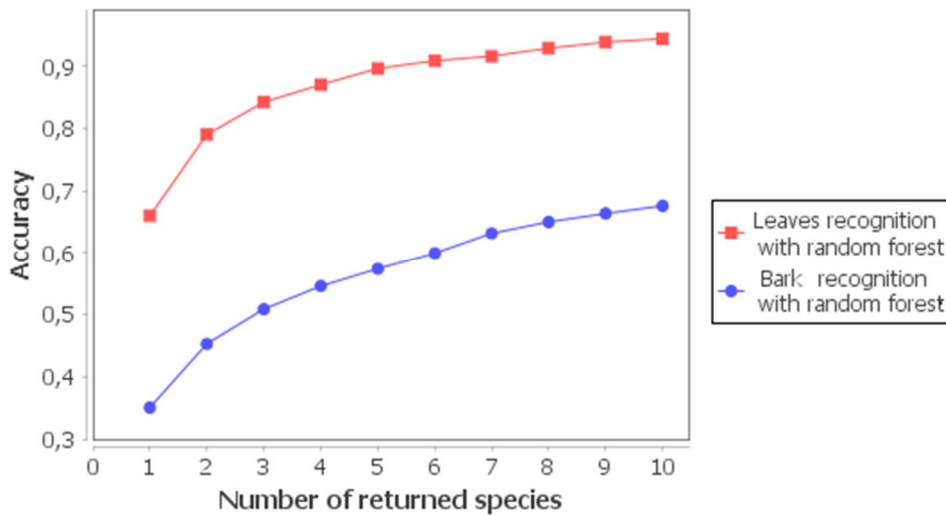 Accuracy
0,9
0,8
0,7
0,6
0,5
0,4
0,3
0 1 2 3 4 5 6 7 8 9 10
Number of returned species
Leaves recognition
with random forest
Bark recognition
with random forest